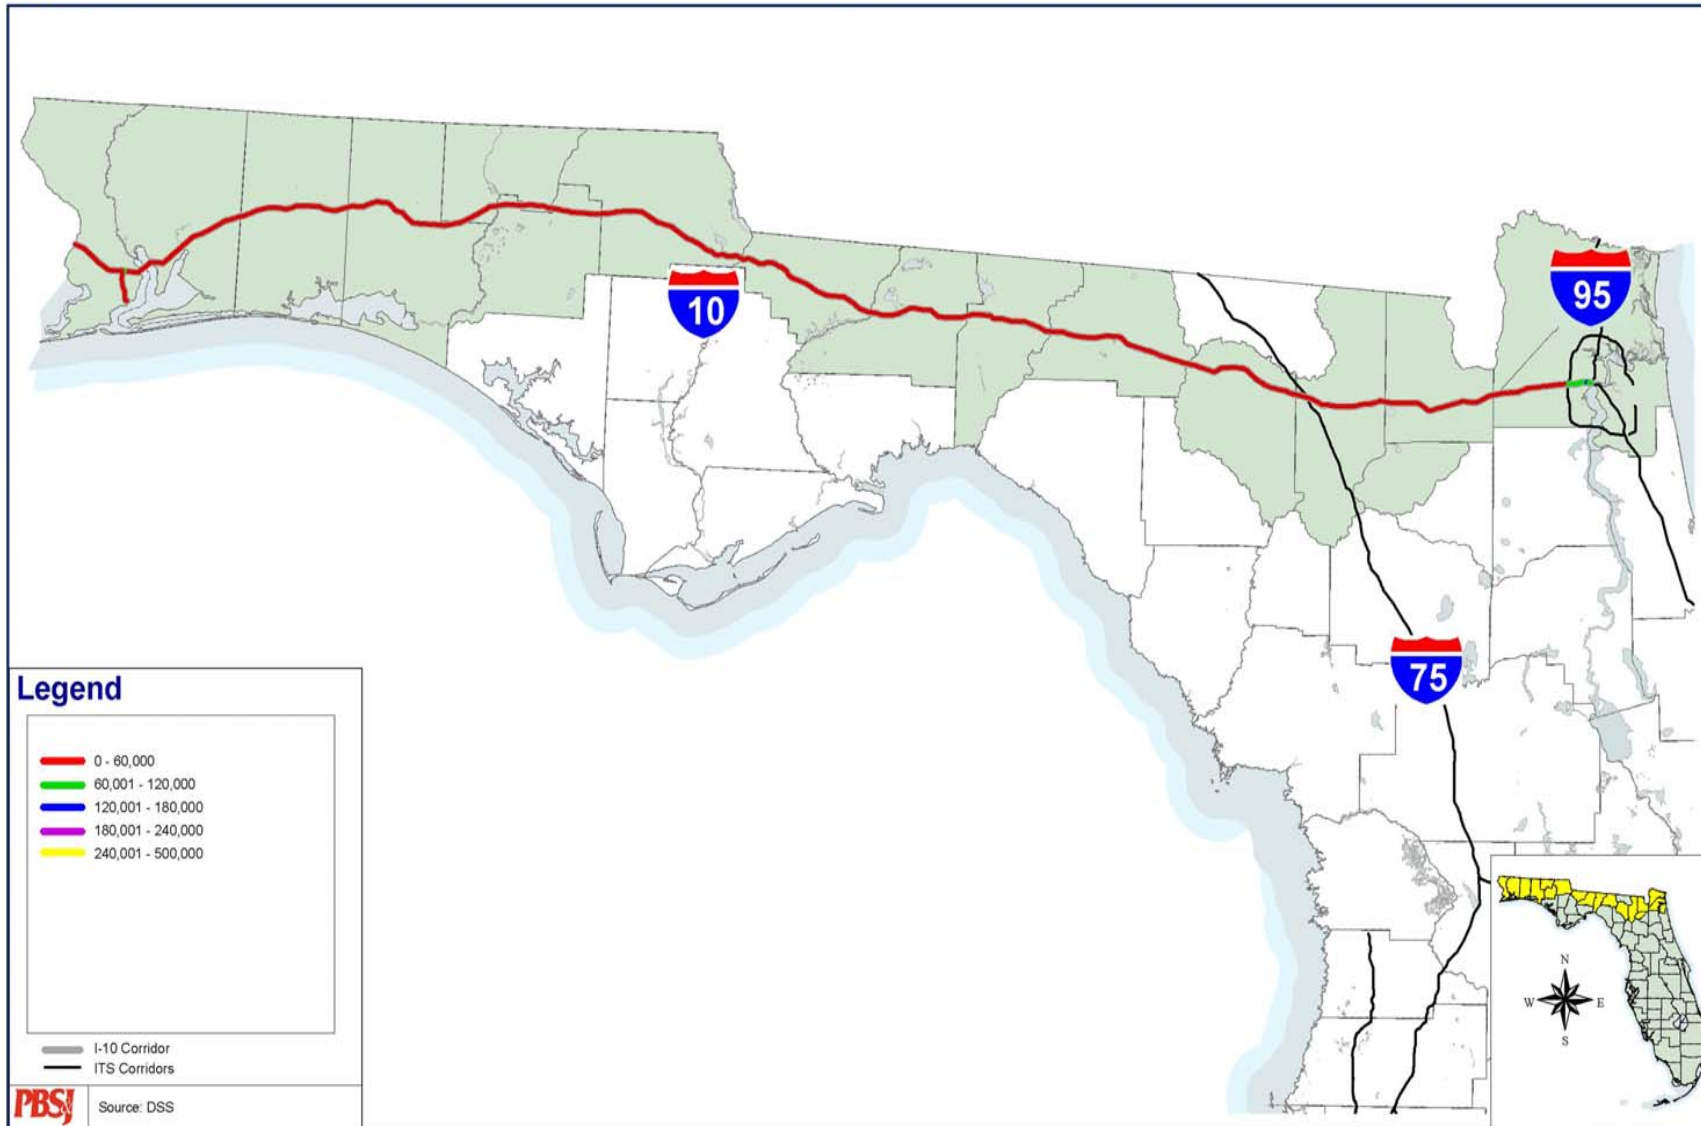 10
95
75
Legend
0 - 60,000
60,001 - 120,000
120,001 - 180,000
180,001 - 240,000
240,001 - 500,000
I-10 Corridor
ITS Corridors
PBSJ
Source: DSS
N
W
E
S